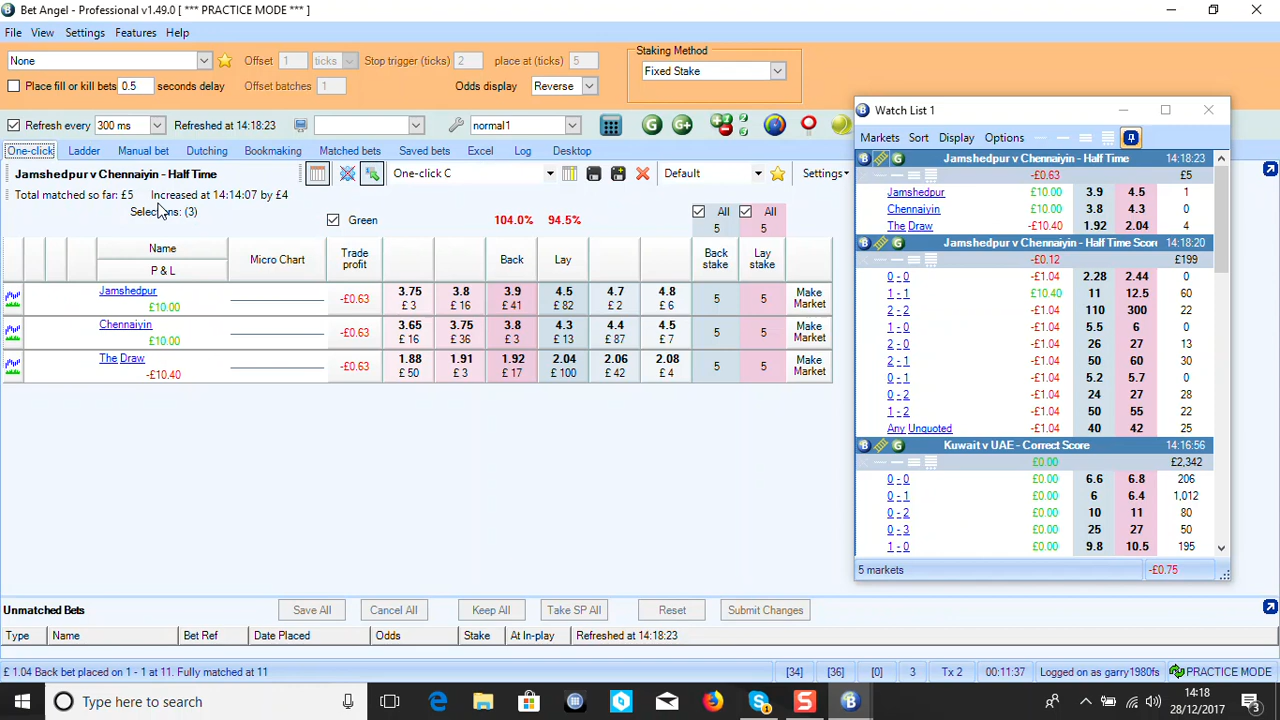 Bet Angel - Professional v1.49.0 [ *** PRACTICE MODE *** ]
File View Settings Features Help
None Offset 1 ticks Stop trigger (ticks) 2 place at (ticks) 5 Staking Method
Fixed Stake
Place fill or kill bets 0.5 seconds delay Offset batches 1 Odds display Reverse
Refresh every 300 ms Refreshed at 14:18:23 normal1
One-click Ladder Manual bet Dutching Bookmaking Matched bets Savers bets Excel Log Desktop
Jamshedpur v Chennaiyin - Half Time One-click C Default Settings
Total matched so far: £5 Increased at 14:14:07 by £4
Selections: (3) Green 104.0% 94.5% All 5 All 5
Name P & L Micro Chart Trade profit Back Lay Back stake Lay stake
Jamshedpur £10.00 -£0.63 3.75 £ 3 3.8 £ 16 3.9 £ 41 4.5 £ 82 4.7 £ 2 4.8 £ 6 5 5 Make Market
Chennaiyin £10.00 -£0.63 3.65 £ 16 3.75 £ 36 3.8 £ 3 4.3 £ 13 4.4 £ 87 4.5 £ 7 5 5 Make Market
The Draw -£10.40 -£0.63 1.88 £ 50 1.91 £ 3 1.92 £ 17 2.04 £ 100 2.06 £ 42 2.08 £ 4 5 5 Make Market
Watch List 1
Markets Sort Display Options
Jamshedpur v Chennaiyin - Half Time 14:18:23
-£0.63 £5
Jamshedpur £10.00 3.9 4.5 1
Chennaiyin £10.00 3.8 4.3 0
The Draw -£10.40 1.92 2.04 4
Jamshedpur v Chennaiyin - Half Time Score 14:18:20
-£0.12 £199
0 - 0 -£1.04 2.28 2.44 10
1 - 1 £10.40 11 12.5 60
2 - 2 -£1.04 110 300 22
1 - 0 -£1.04 5.5 6 0
2 - 0 -£1.04 26 27 13
2 - 1 -£1.04 50 60 30
0 - 1 -£1.04 5.2 5.7 0
0 - 2 -£1.04 24 27 28
1 - 2 -£1.04 50 55 22
Any Unquoted -£1.04 40 42 25
Kuwait v UAE - Correct Score 14:16:56
£0.00 £2,342
0 - 0 £0.00 6.6 6.8 206
0 - 1 £0.00 6 6.4 1,012
0 - 2 £0.00 10 11 80
0 - 3 £0.00 25 27 50
1 - 0 £0.00 9.8 10.5 195
5 markets -£0.75
Unmatched Bets Save All Cancel All Keep All Take SP All Reset Submit Changes
Type Name Bet Ref Date Placed Odds Stake At In-play Refreshed at 14:18:23
£ 1.04 Back bet placed on 1 - 1 at 11. Fully matched at 11 [34] [36] [0] 3 Tx 2 00:11:37 Logged on as garry1980fs PRACTICE MODE
Type here to search 14:18
28/12/2017
3